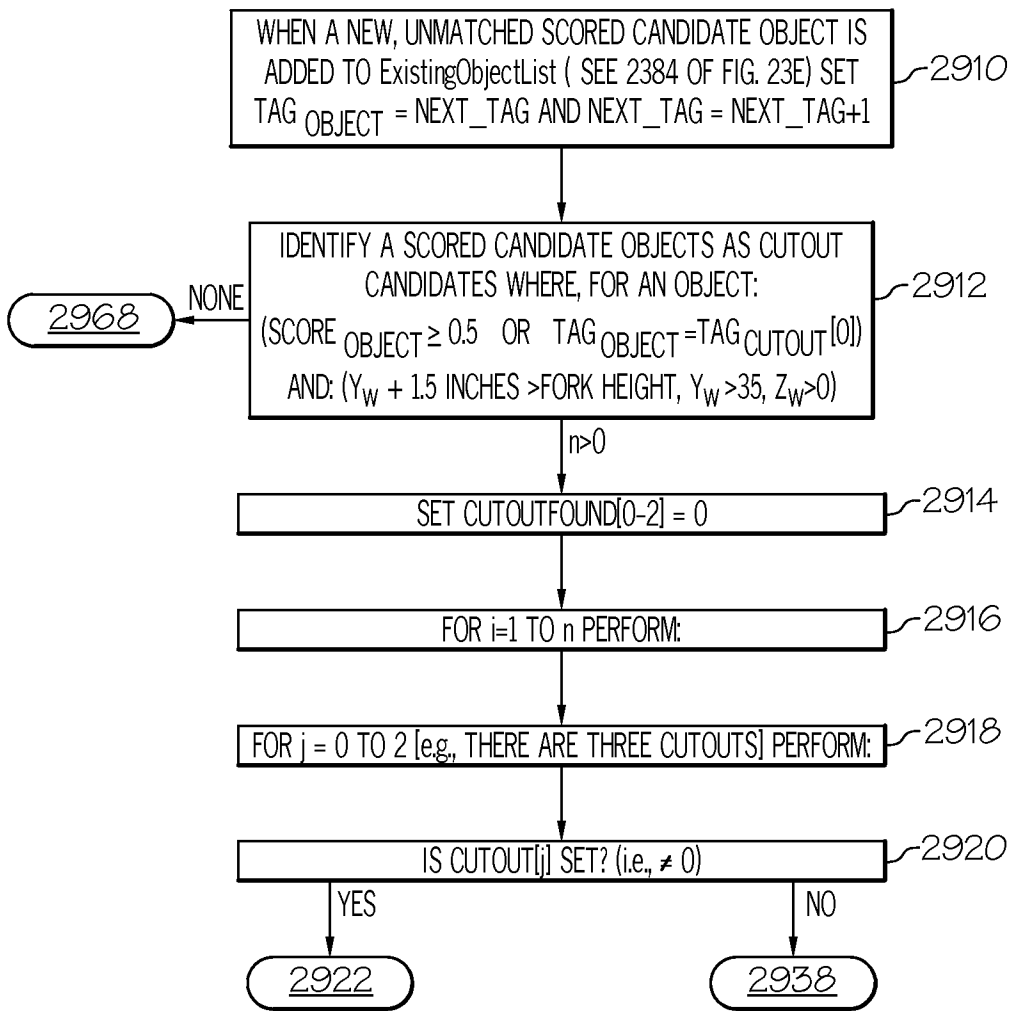 WHEN A NEW, UNMATCHED SCORED CANDIDATE OBJECT IS
ADDED TO ExistingObjectList ( SEE 2384 OF FIG. 23E) SET
TAG OBJECT = NEXT_TAG AND NEXT_TAG = NEXT_TAG+1
2910
IDENTIFY A SCORED CANDIDATE OBJECTS AS CUTOUT
CANDIDATES WHERE, FOR AN OBJECT:
(SCORE OBJECT ≥ 0.5 OR TAG OBJECT =TAG CUTOUT [0])
AND: (YW + 1.5 INCHES >FORK HEIGHT, YW >35, ZW>0)
2912
NONE
2968
n>0
SET CUTOUTFOUND[0-2] = 0
2914
FOR i=1 TO n PERFORM:
2916
FOR j = 0 TO 2 [e.g., THERE ARE THREE CUTOUTS] PERFORM:
2918
IS CUTOUT[j] SET? (i.e., ≠ 0)
2920
YES
NO
2922
2938